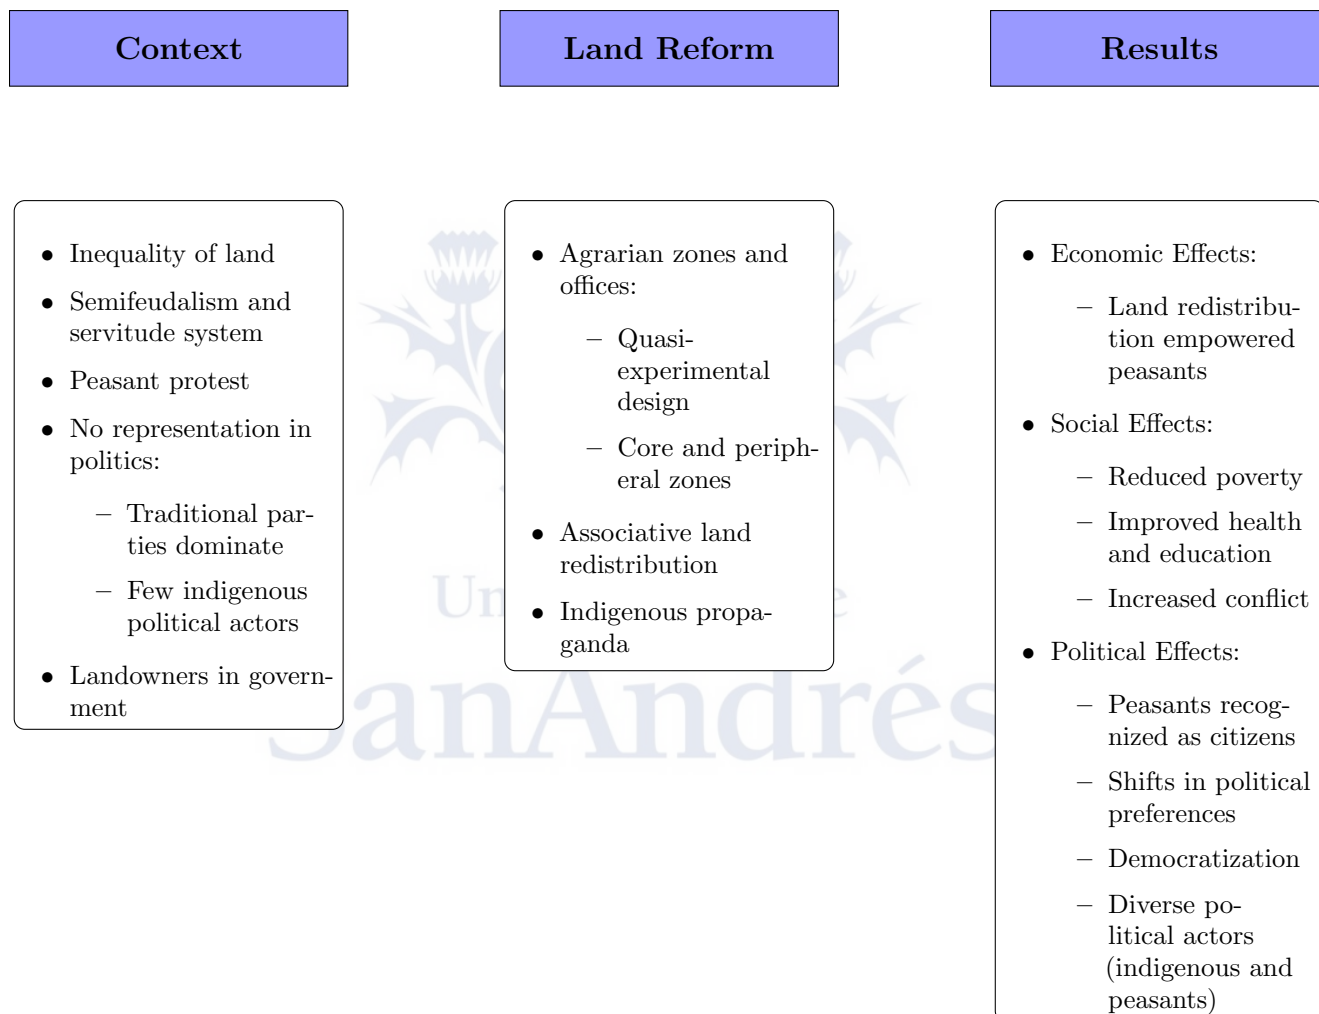 Context
Land Reform
Results
• Inequality of land
• Semifeudalism and
servitude system
• Peasant protest
• No representation in
politics:
– Traditional par-
ties dominate
– Few indigenous
political actors
• Landowners in govern-
ment
• Agrarian zones and
offices:
– Quasi-
experimental
design
– Core and periph-
eral zones
• Associative land
redistribution
• Indigenous propa-
ganda
• Economic Effects:
– Land redistribu-
tion empowered
peasants
• Social Effects:
– Reduced poverty
– Improved health
and education
– Increased conflict
• Political Effects:
– Peasants recog-
nized as citizens
– Shifts in political
preferences
– Democratization
– Diverse po-
litical actors
(indigenous and
peasants)
SanAndrés